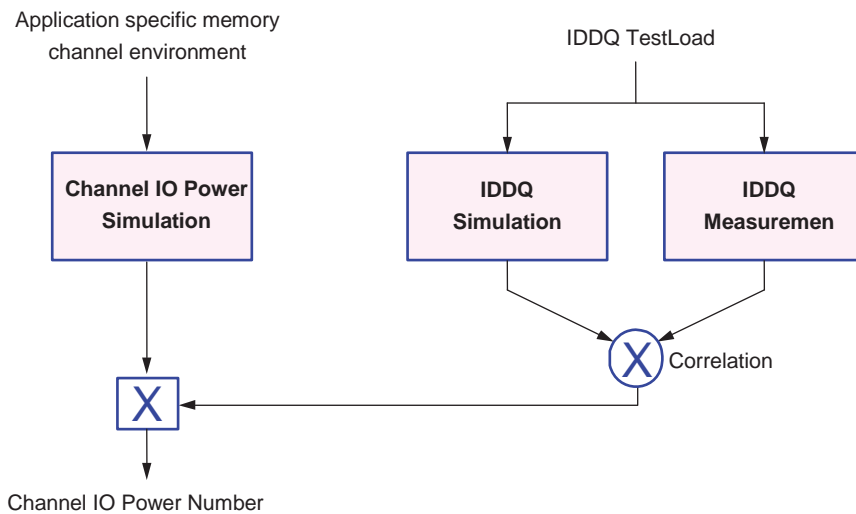 Application specific memory
channel environment
IDDQ TestLoad
Channel IO Power
Simulation
IDDQ
Simulation
IDDQ
Measuremen
X
Correlation
X
Channel IO Power Number